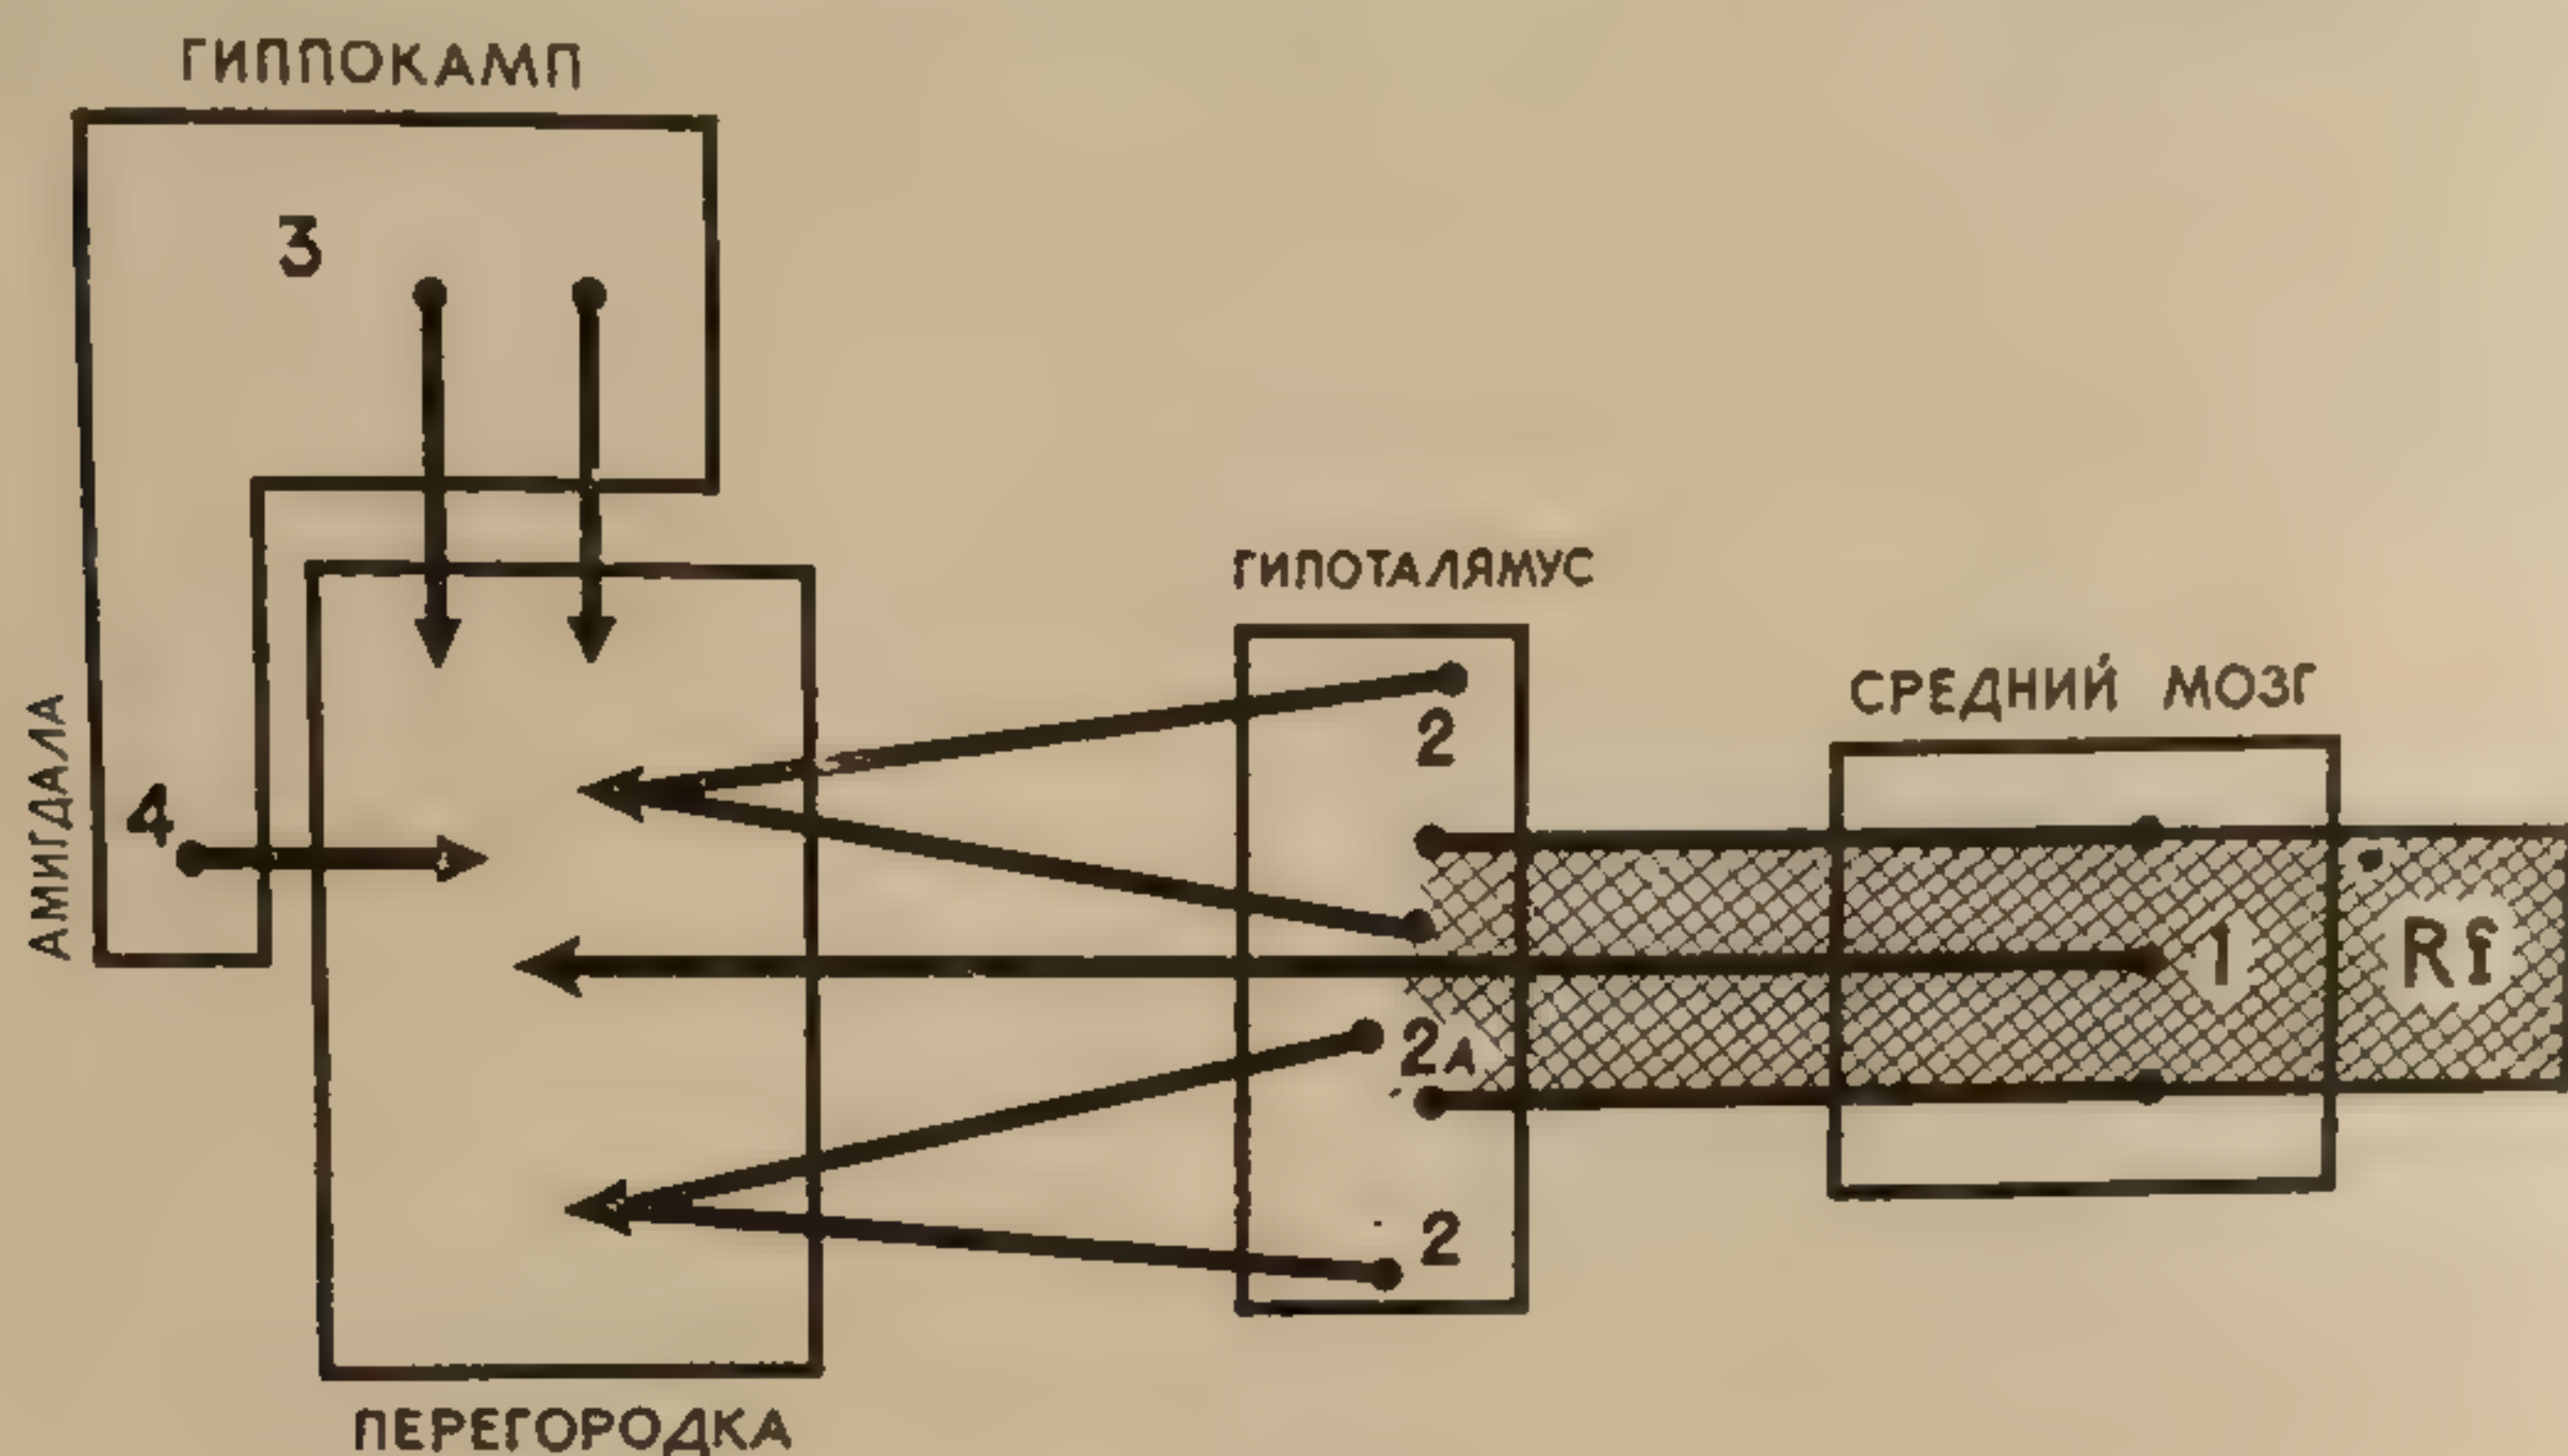 ГИППОКАМП
3
ГИПОТАЛЯМУС
СРЕДНИЙ МОЗГ
АМИГДАЛА
4
2
1
Rf
2А
2
ПЕРЕГОРОДКА